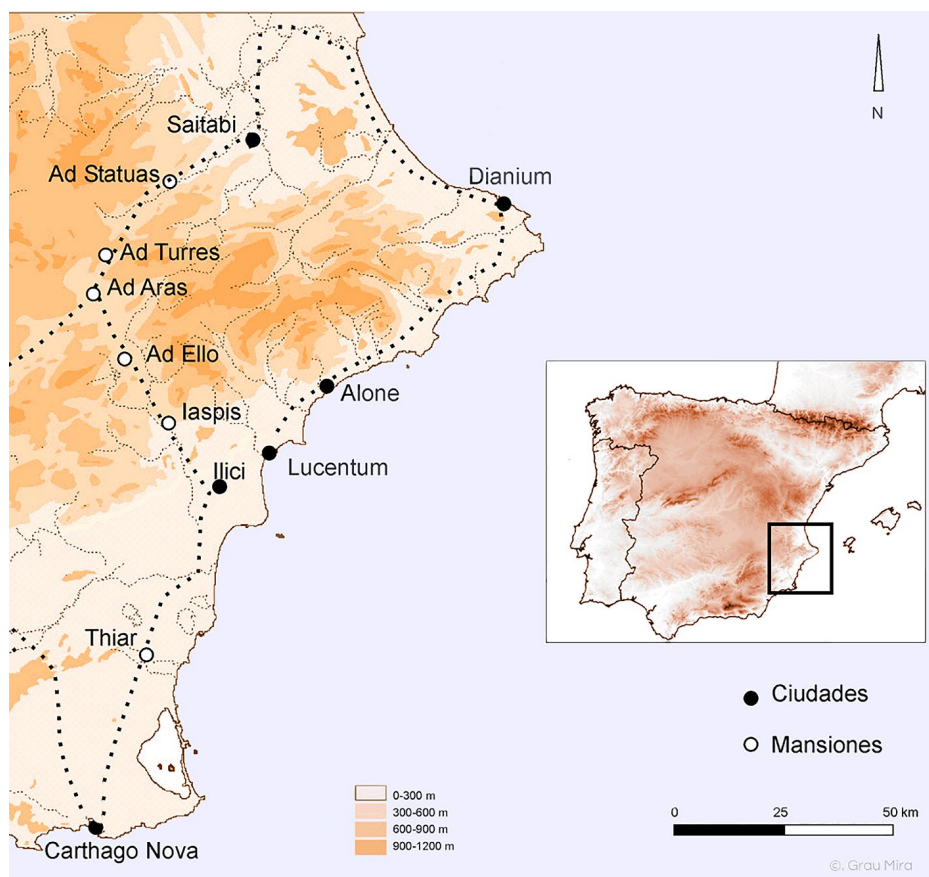 N
Saitabi
Ad Statuas
Dianium
Ad Turres
Ad Aras
Ad Ello
Alone
Iaspis
Lucentum
Ilici
Thiar
Carthago Nova
Ciudades
Mansiones
0-300 m
300-600 m
600-900 m
900-1200 m
0 25 50 km
©. Grau Mira